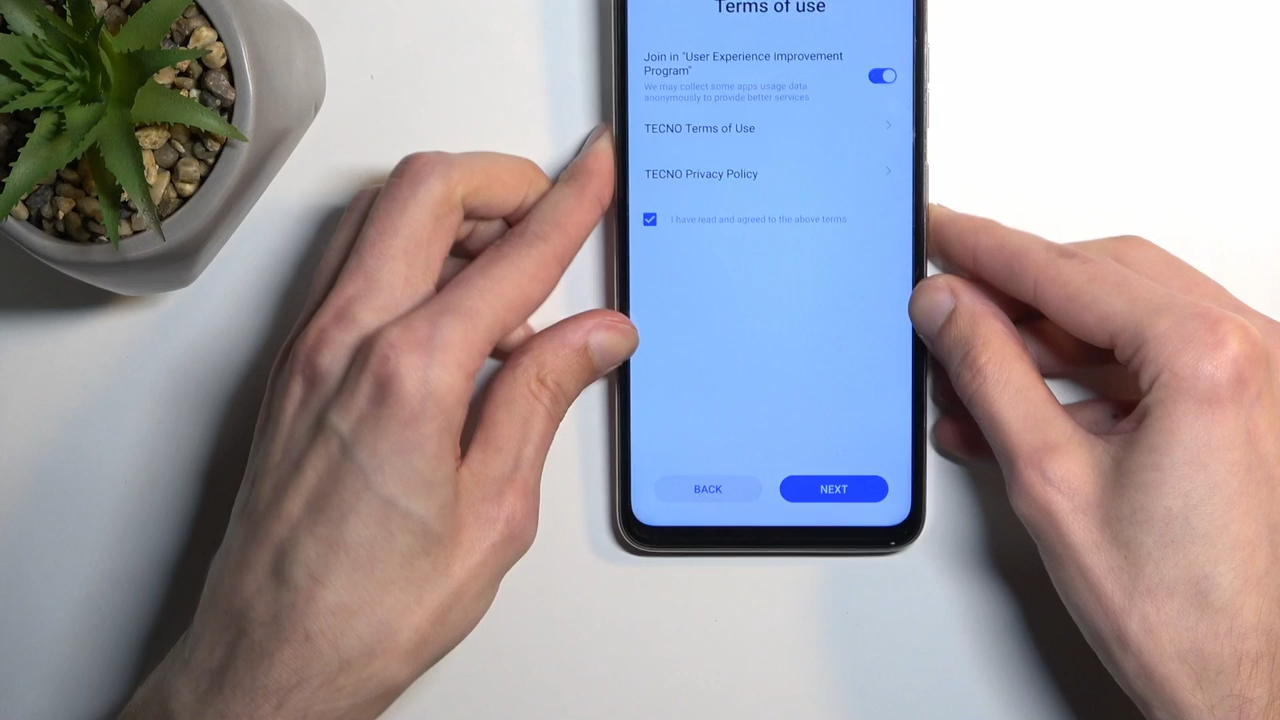 Terms of use
Join in "User Experience Improvement
Program"
We may collect some apps usage data
anonymously to provide better services
TECNO Terms of Use
TECNO Privacy Policy
I have read and agreed to the above terms
BACK
NEXT